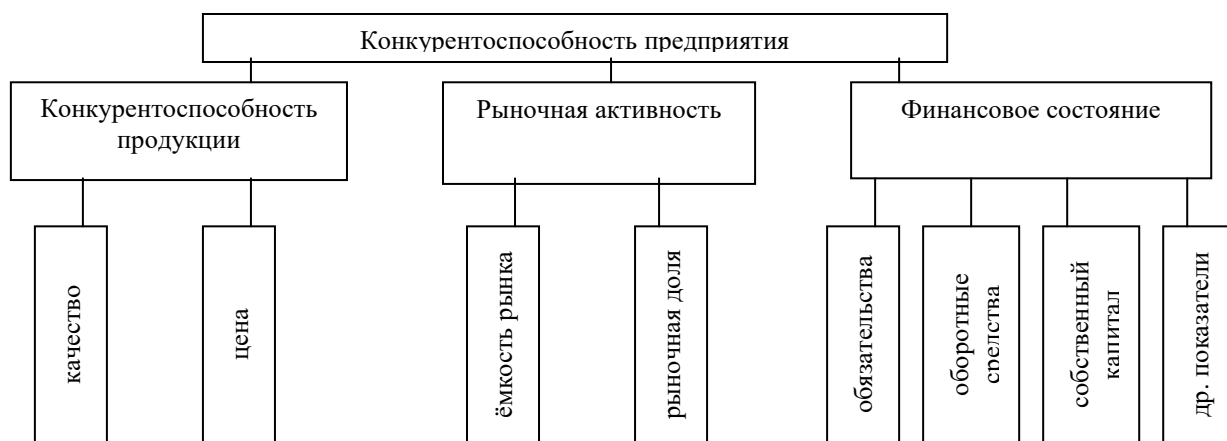 Конкурентоспособность предприятия
Конкурентоспособность
продукции
Рыночная активность
Финансовое состояние
качество
цена
ёмкость рынка
рыночная доля
обязательства
оборотные
средства
собственный
капитал
др. показатели